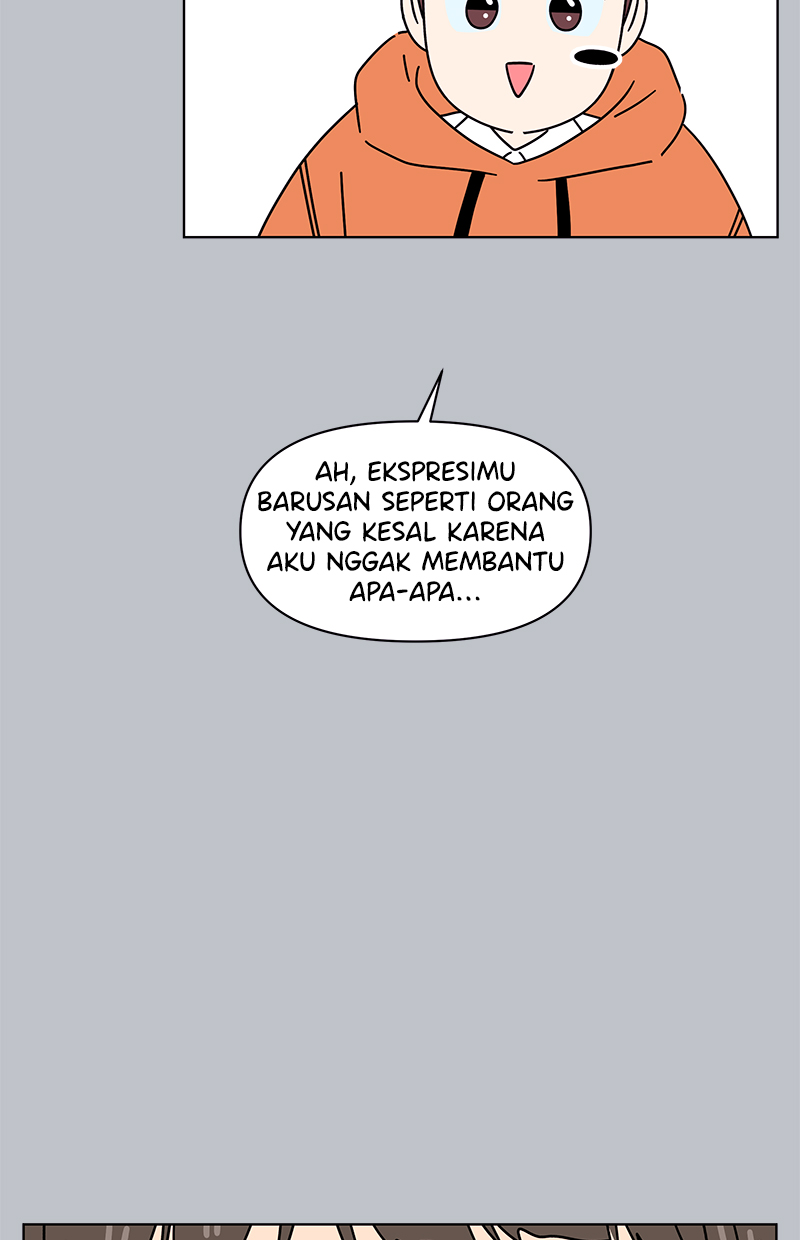 AH, EKSPRESIMU
BARUSAN SEPERTI ORANG
YANG KESAL KARENA
AKU NGGAK MEMBANTU
APA-APA...